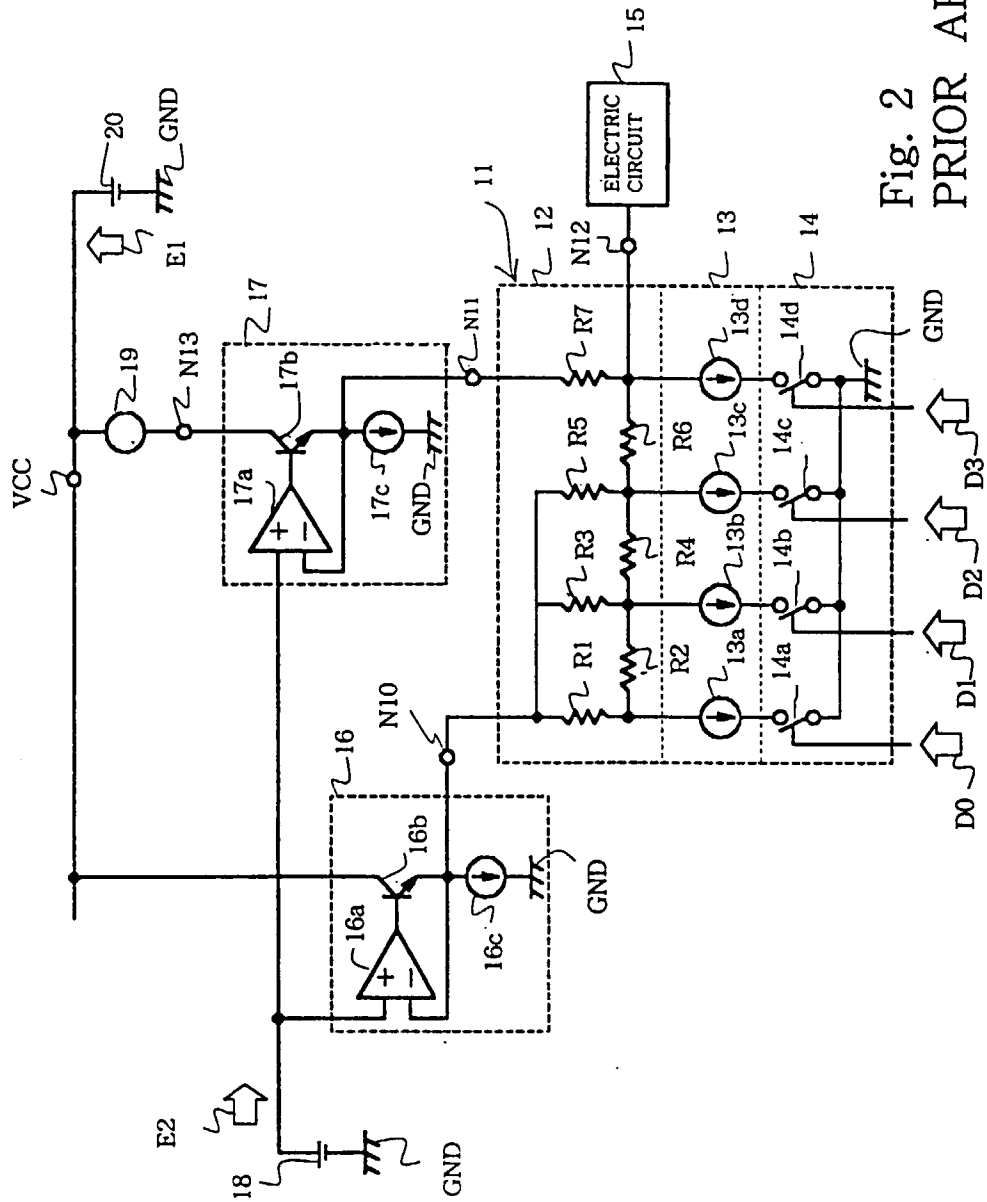 VCC
E1
20
GND
19
N13
17
17b
17a
17c
GND
N11
E2
18
GND
16
16a
16b
16c
GND
N10
11
12
N12
ELECTRIC
CIRCUIT
15
R1
R3
R5
R7
R2
R4
R6
13
13a
13b
13c
13d
14
14a
14b
14c
14d
GND
D0
D1
D2
D3
Fig. 2
PRIOR